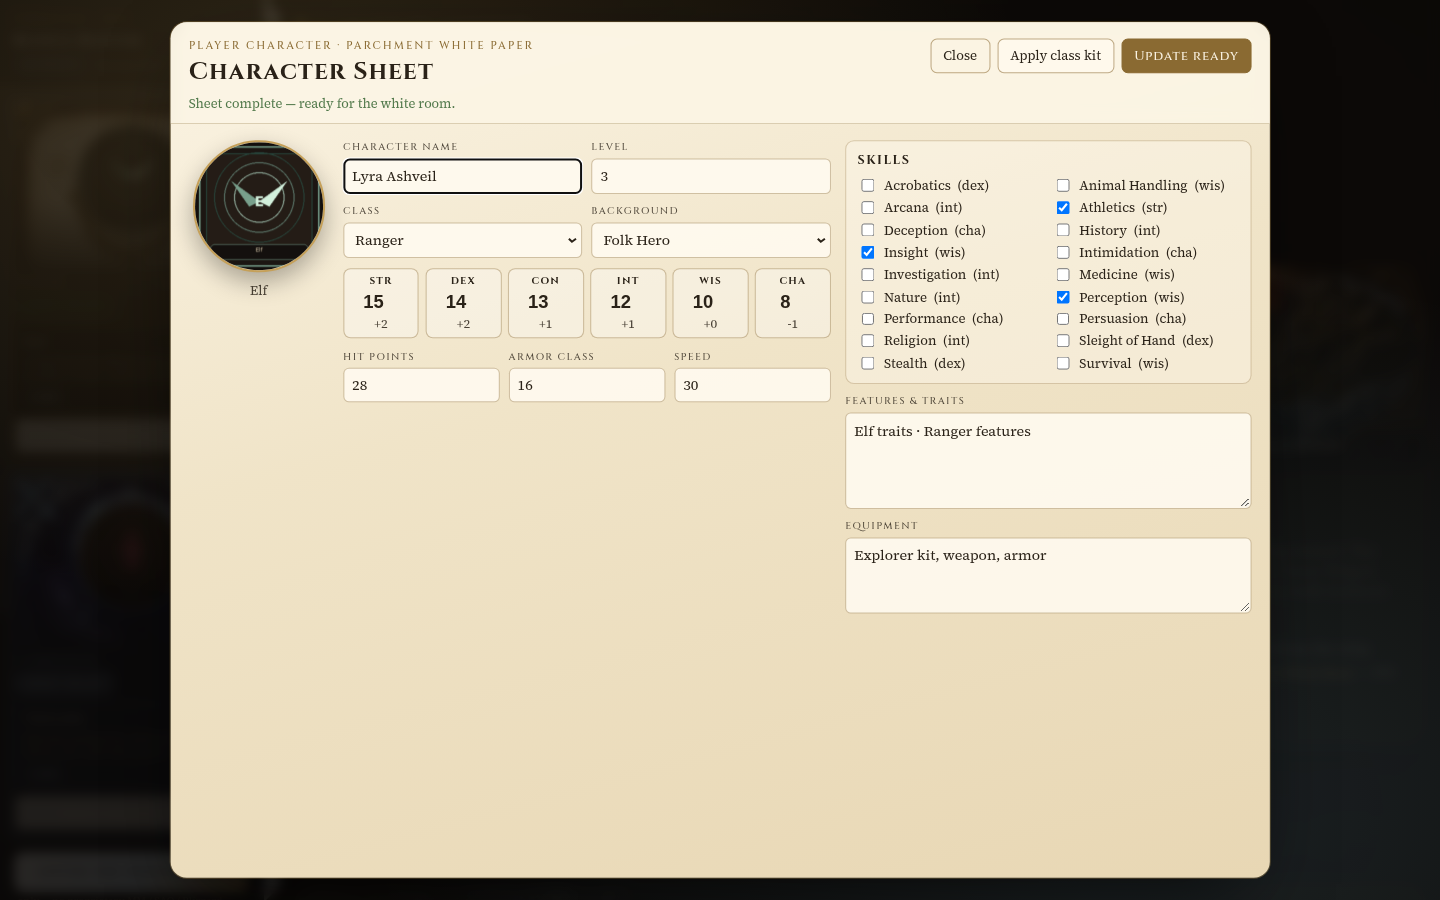 PLAYER CHARACTER · PARCHMENT WHITE PAPER
CHARACTER SHEET
Sheet complete — ready for the white room.
Close
Apply class kit
UPDATE READY
E
Elf
CHARACTER NAME
Lyra Ashveil
LEVEL
3
CLASS
Ranger
BACKGROUND
Folk Hero
STR
15
+2
DEX
14
+2
CON
13
+1
INT
12
+1
WIS
10
+0
CHA
8
-1
HIT POINTS
28
ARMOR CLASS
16
SPEED
30
SKILLS
Acrobatics (dex)
Animal Handling (wis)
Arcana (int)
Athletics (str)
Deception (cha)
History (int)
Insight (wis)
Intimidation (cha)
Investigation (int)
Medicine (wis)
Nature (int)
Perception (wis)
Performance (cha)
Persuasion (cha)
Religion (int)
Sleight of Hand (dex)
Stealth (dex)
Survival (wis)
FEATURES & TRAITS
Elf traits · Ranger features
EQUIPMENT
Explorer kit, weapon, armor